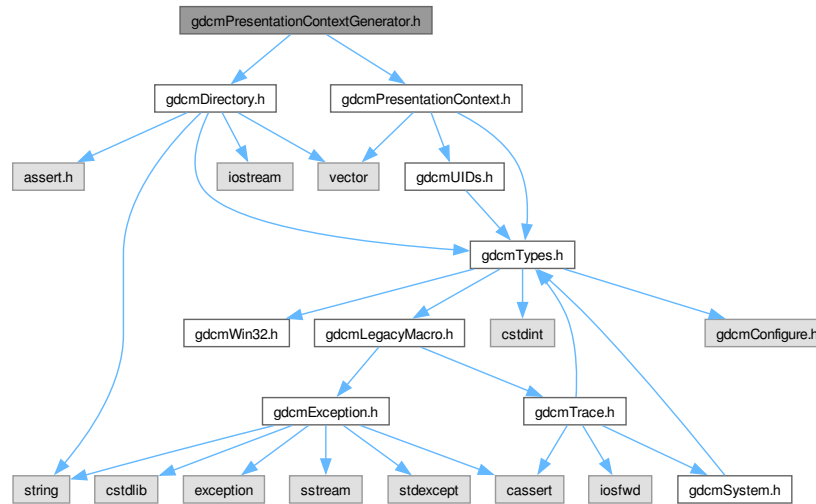 gdcmPresentationContextGenerator.h
gdcmDirectory.h
gdcmPresentationContext.h
assert.h
iostream
vector
gdcmUIDs.h
gdcmTypes.h
gdcmWin32.h
gdcmLegacyMacro.h
cstdint
gdcmConfigure.h
gdcmException.h
gdcmTrace.h
string
cstdlib
exception
sstream
stdexcept
cassert
iosfwd
gdcmSystem.h